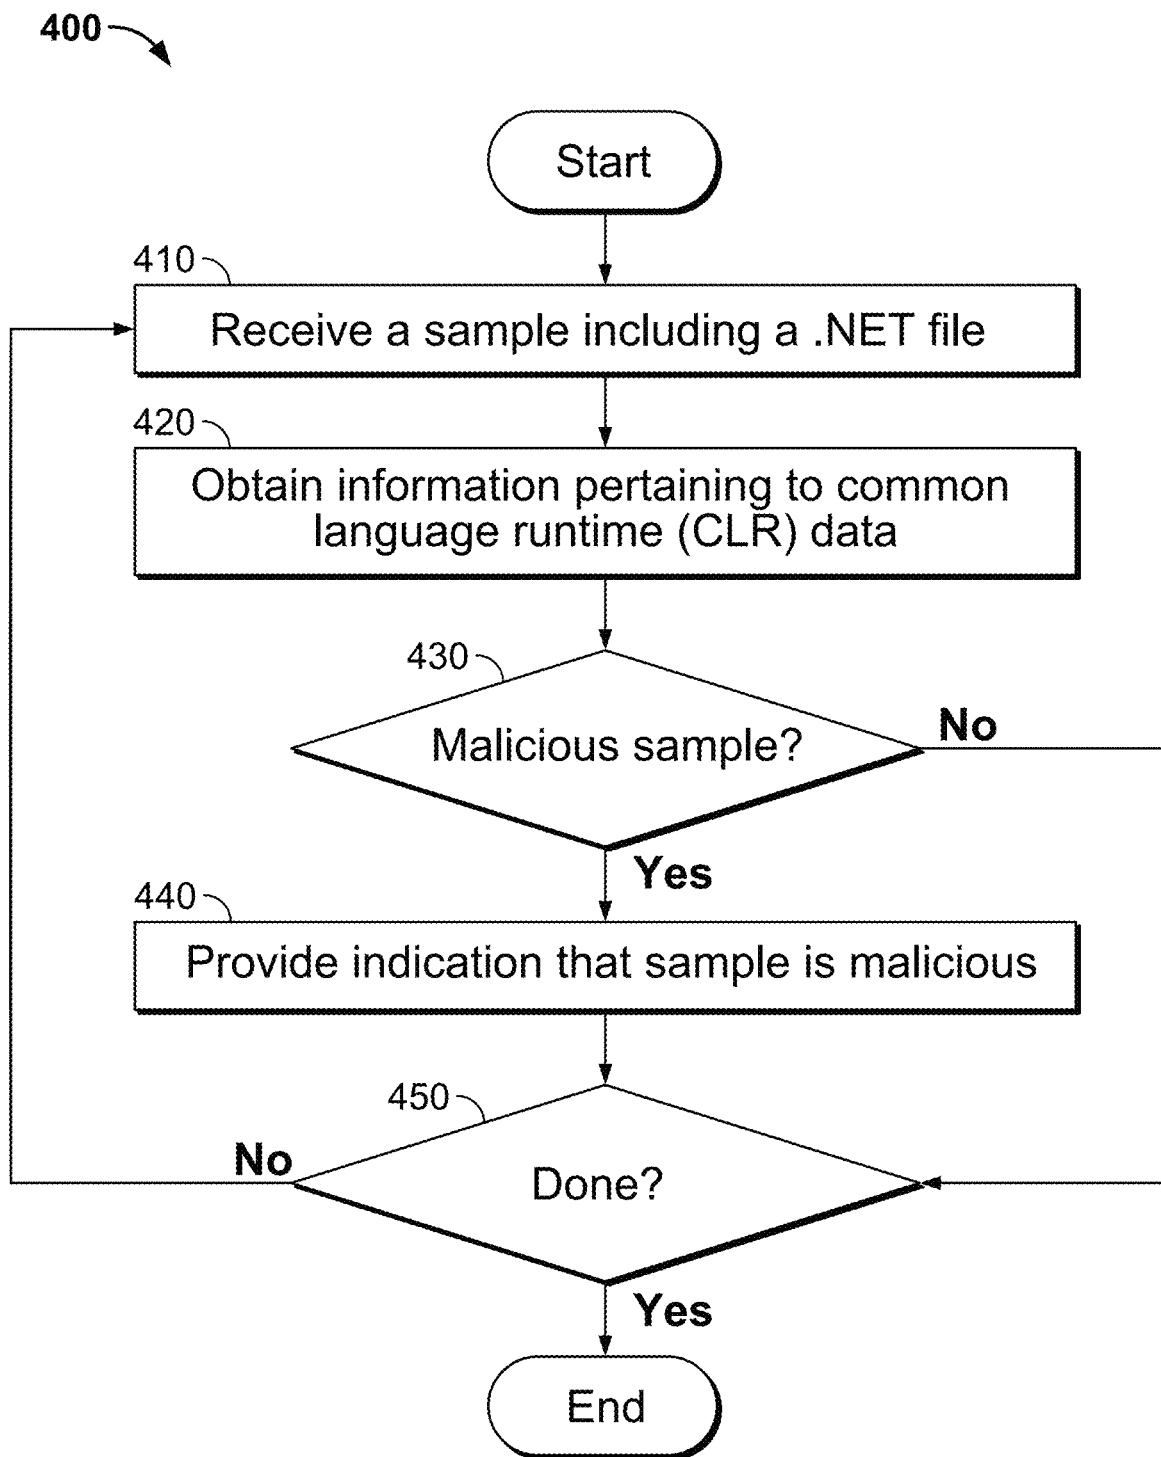 400
Start
410
Receive a sample including a .NET file
420
Obtain information pertaining to common
language runtime (CLR) data
430
Malicious sample?
No
Yes
440
Provide indication that sample is malicious
450
No
Done?
Yes
End